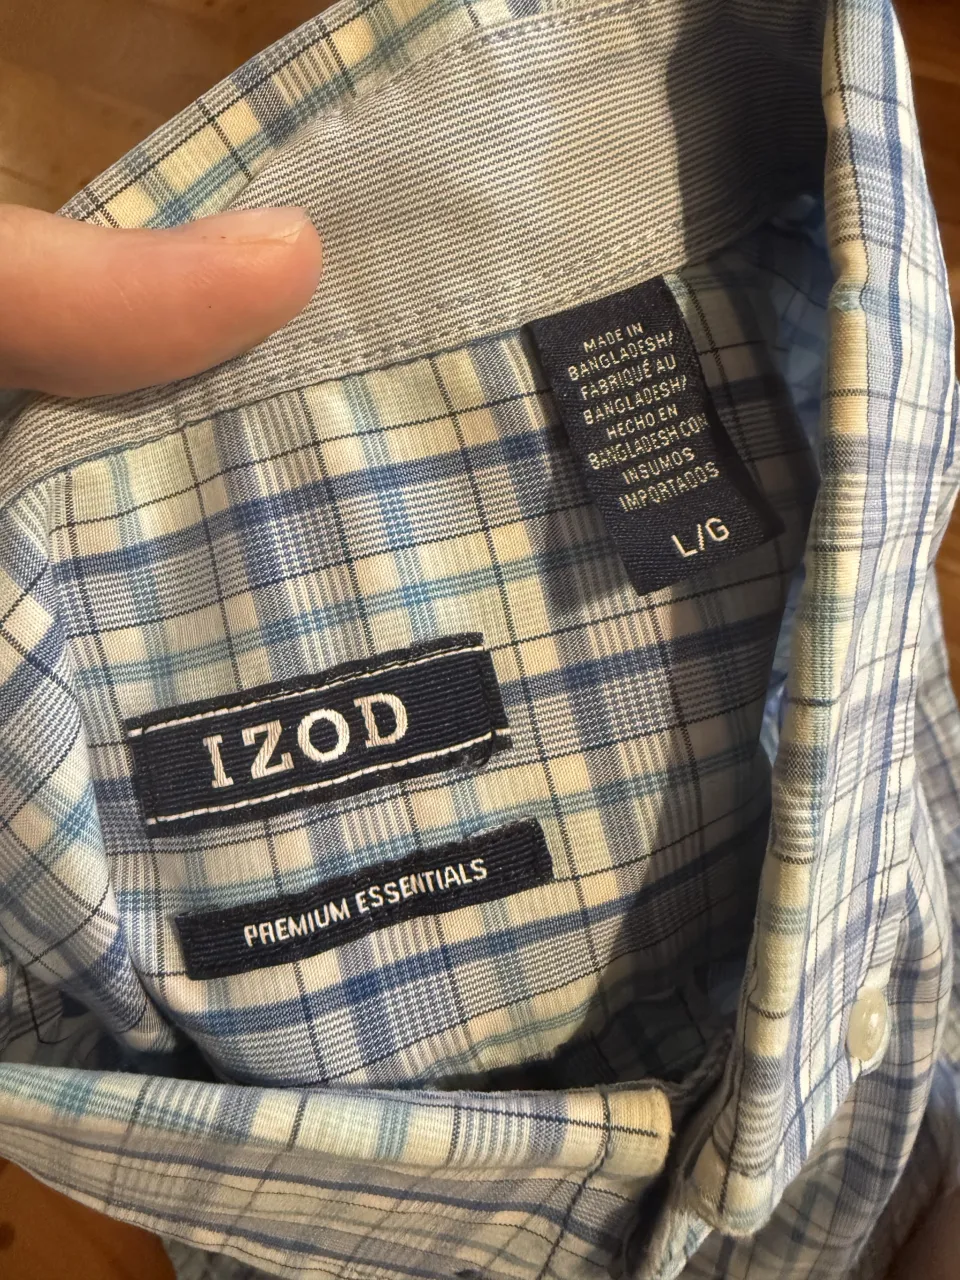 MADE IN
BANGLADESH/
FABRIQUÉ AU
BANGLADESH/
HECHO EN
BANGLADESH CON
INSUMOS
IMPORTADOS
L/G
IZOD
PREMIUM ESSENTIALS